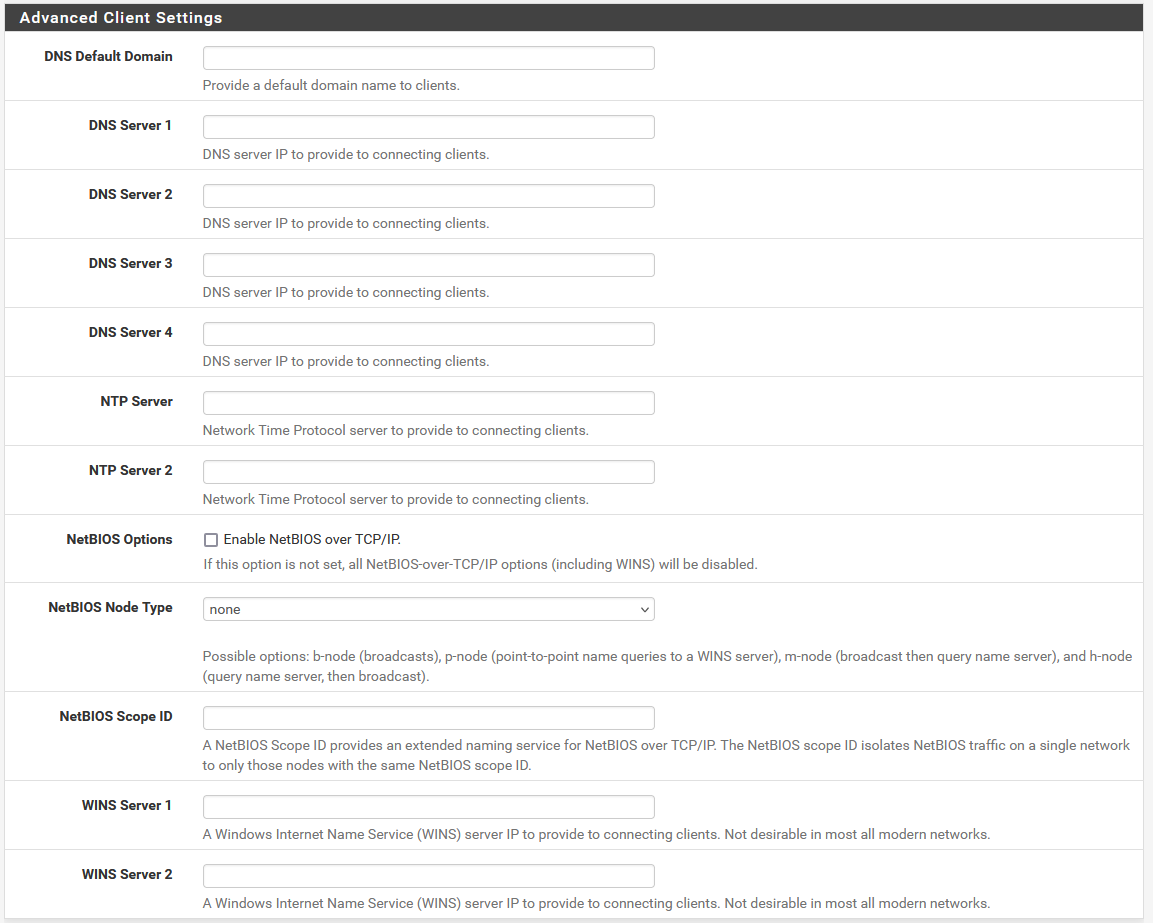 Advanced Client Settings
DNS Default Domain
Provide a default domain name to clients.
DNS Server 1
DNS server IP to provide to connecting clients.
DNS Server 2
DNS server IP to provide to connecting clients.
DNS Server 3
DNS server IP to provide to connecting clients.
DNS Server 4
DNS server IP to provide to connecting clients.
NTP Server
Network Time Protocol server to provide to connecting clients.
NTP Server 2
Network Time Protocol server to provide to connecting clients.
NetBIOS Options
Enable NetBIOS over TCP/IP.
If this option is not set, all NetBIOS-over-TCP/IP options (including WINS) will be disabled.
NetBIOS Node Type
none
Possible options: b-node (broadcasts), p-node (point-to-point name queries to a WINS server), m-node (broadcast then query name server), and h-node
(query name server, then broadcast).
NetBIOS Scope ID
A NetBIOS Scope ID provides an extended naming service for NetBIOS over TCP/IP. The NetBIOS scope ID isolates NetBIOS traffic on a single network
to only those nodes with the same NetBIOS scope ID.
WINS Server 1
A Windows Internet Name Service (WINS) server IP to provide to connecting clients. Not desirable in most all modern networks.
WINS Server 2
A Windows Internet Name Service (WINS) server IP to provide to connecting clients. Not desirable in most all modern networks.